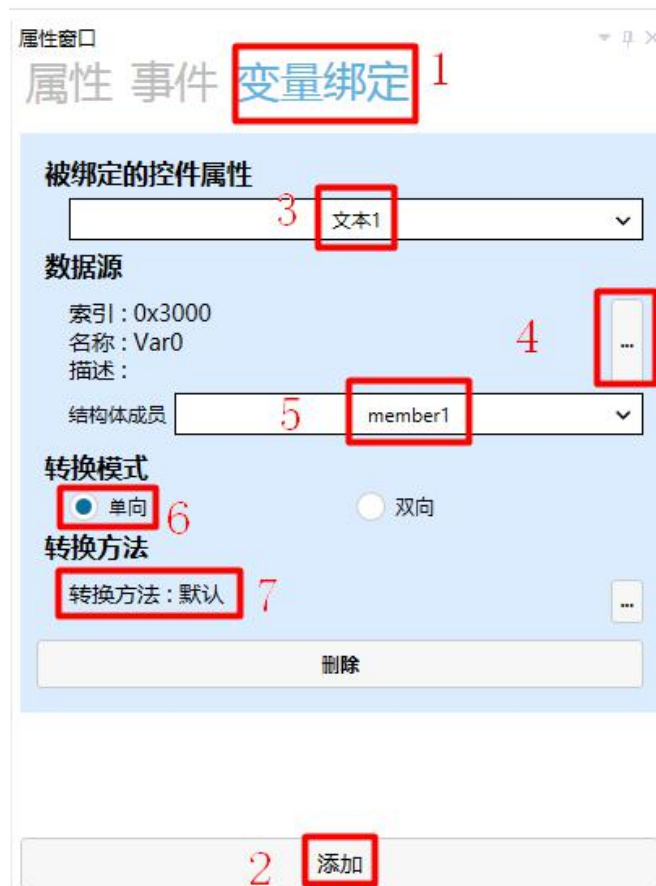 属性窗口
属性 事件 变量绑定 1
被绑定的控件属性
3 文本1
数据源
索引：0x3000
名称：Var0
描述：
4 ...
结构体成员 5 member1
转换模式
单向 6 双向
转换方法
转换方法：默认 7 ...
删除
2 添加